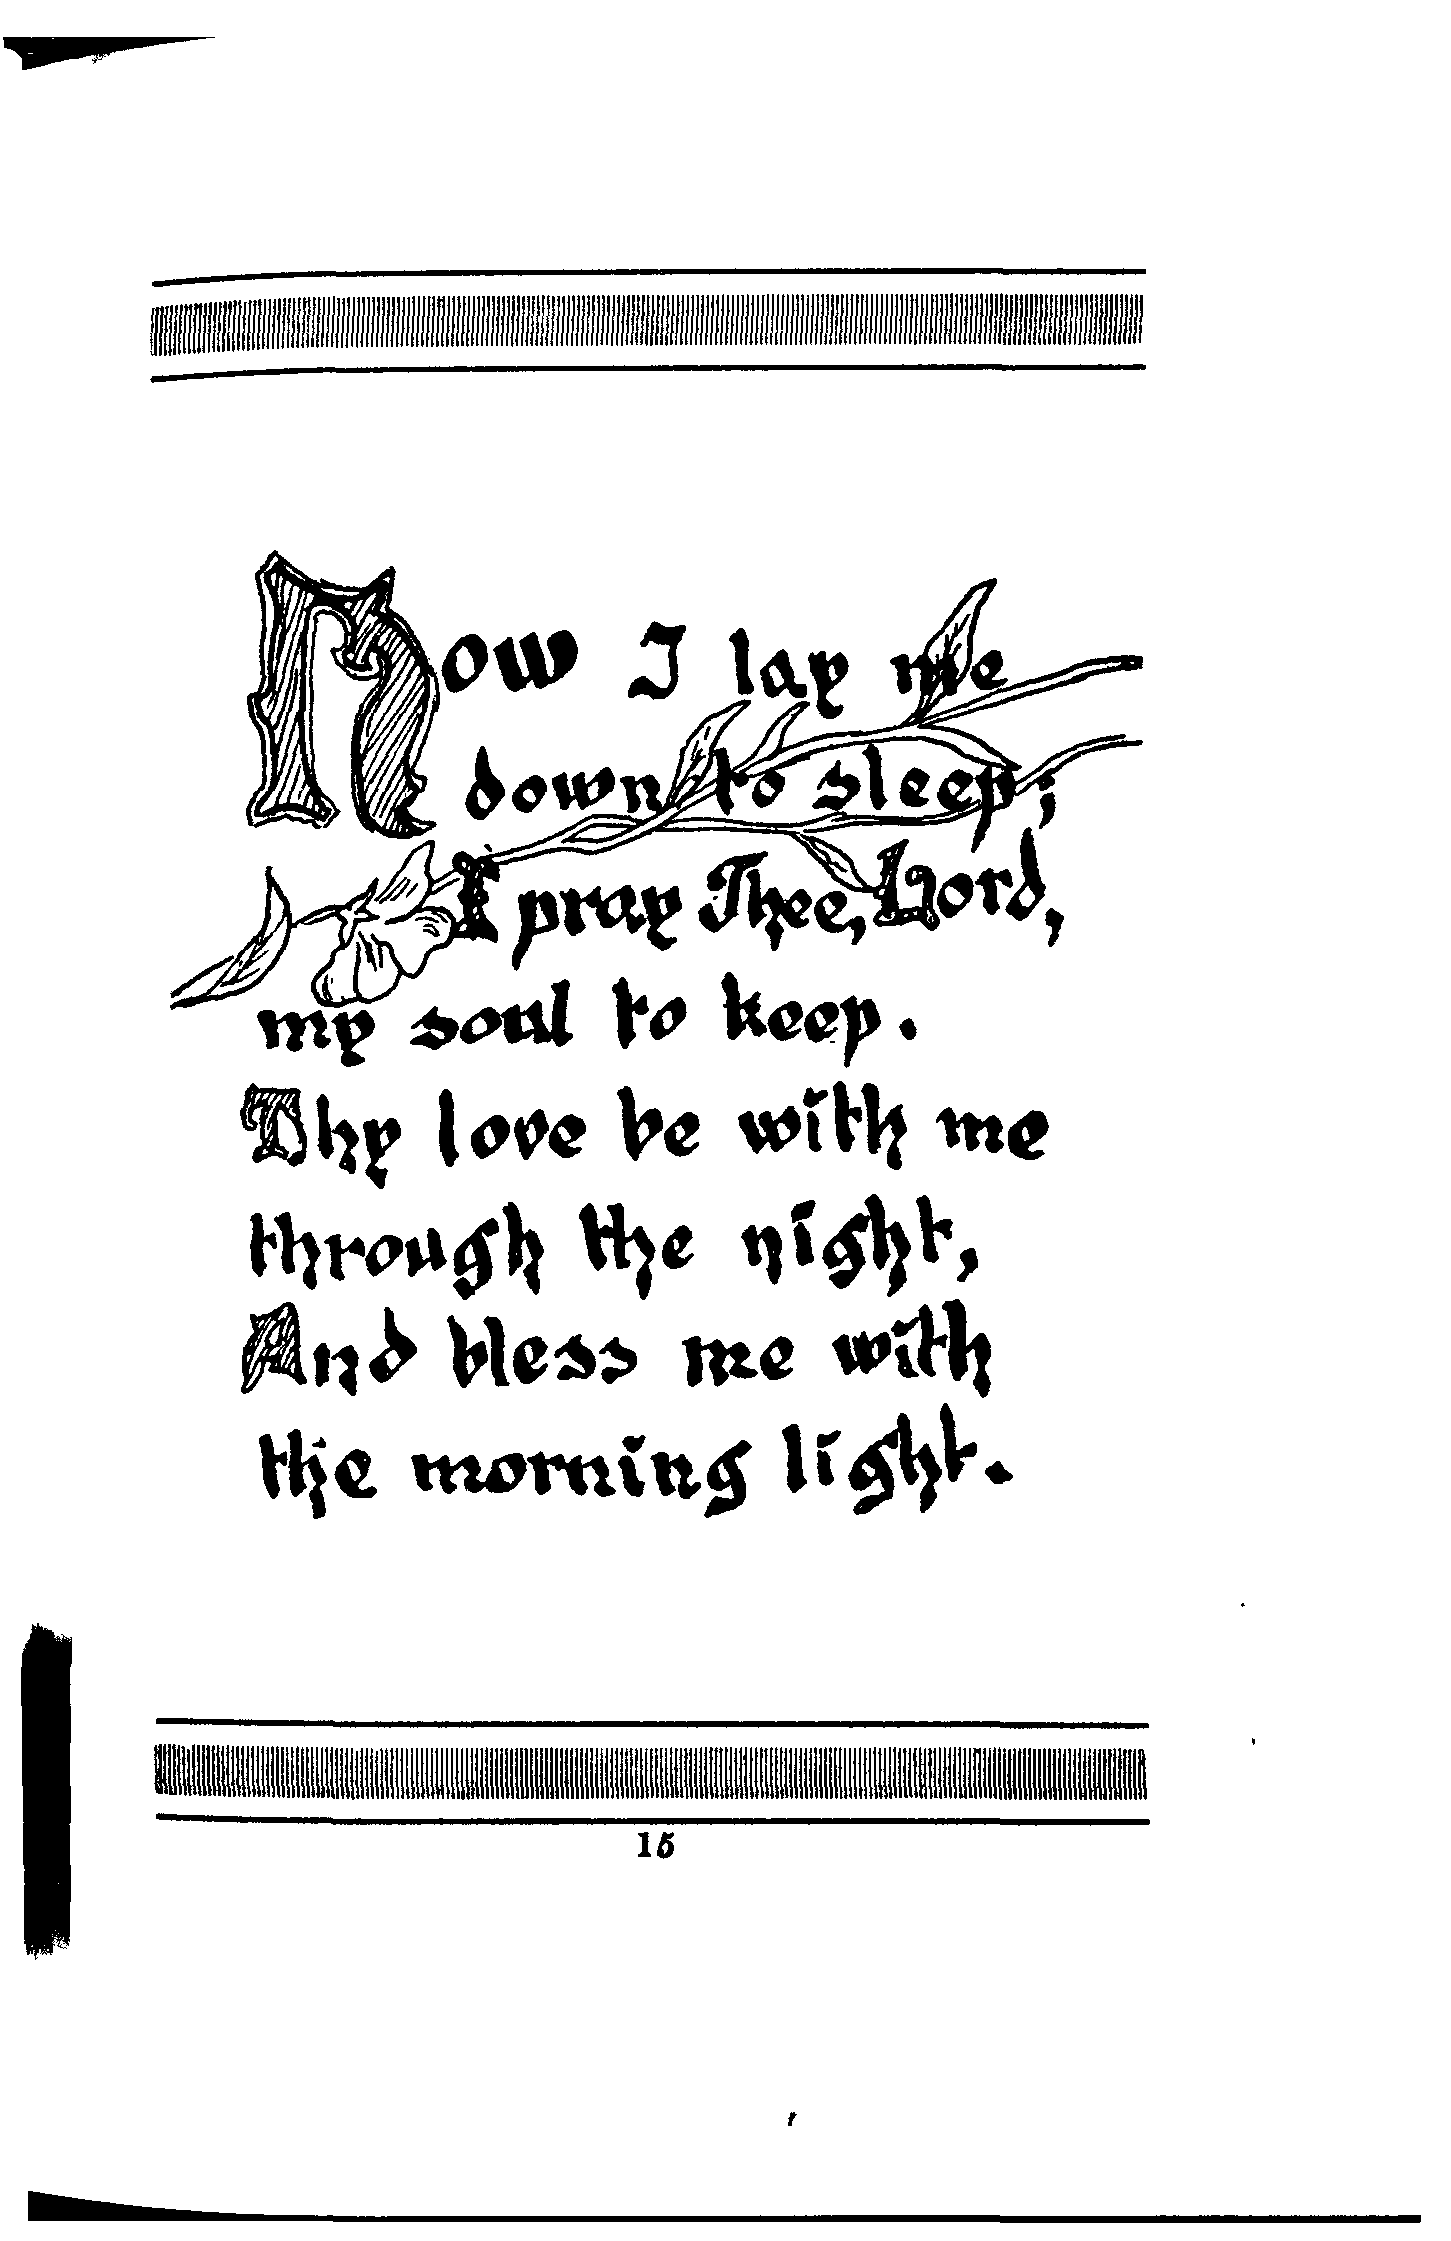 Now I lay me
down to sleep;
I pray Thee, Lord,
my soul to keep.
Thy love be with me
through the night,
And bless me with
the morning light.
15